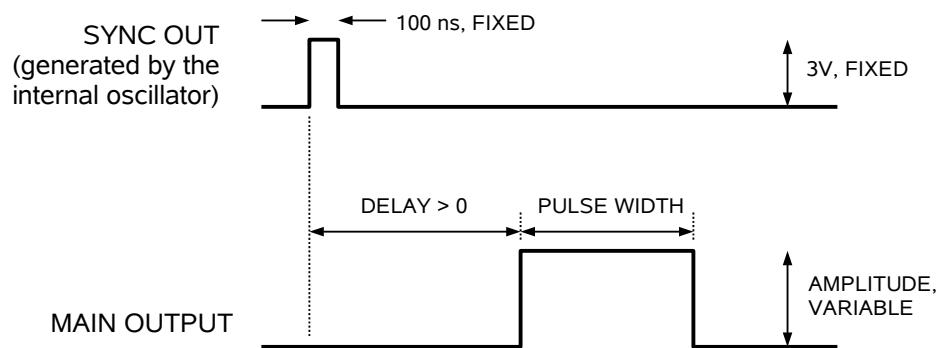 100 ns, FIXED
SYNC OUT
(generated by the
internal oscillator)
3V, FIXED
DELAY > 0
PULSE WIDTH
AMPLITUDE,
VARIABLE
MAIN OUTPUT